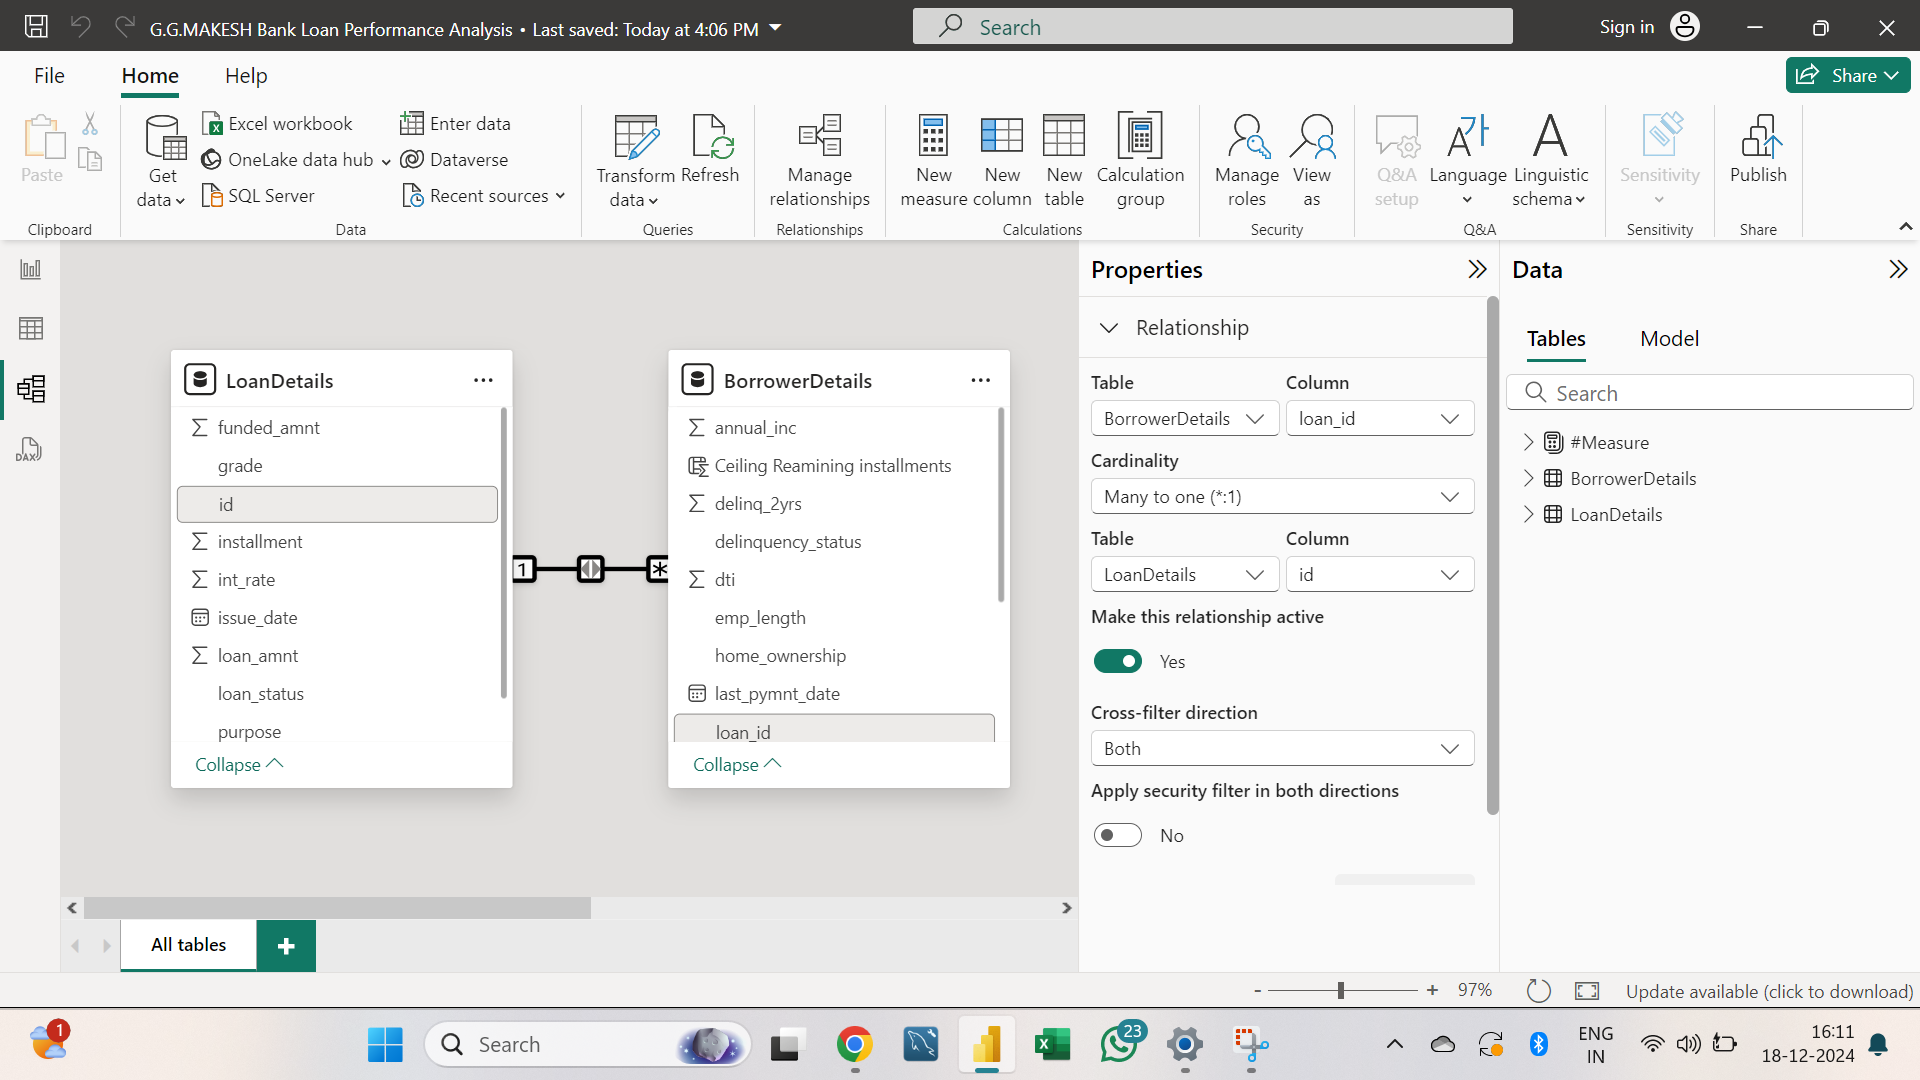 G.G.MAKESH Bank Loan Performance Analysis • Last saved: Today at 4:06 PM
Search
Sign in
File
Home
Help
Share
Paste
Clipboard
Get data
Excel workbook
OneLake data hub
SQL Server
Enter data
Dataverse
Recent sources
Data
Transform data
Refresh
Queries
Manage relationships
Relationships
New measure
New column
New table
Calculation group
Calculations
Manage roles
View as
Security
Q&A setup
Language
Linguistic schema
Q&A
Sensitivity
Sensitivity
Publish
Share
DAX
LoanDetails
funded_amnt
grade
id
installment
int_rate
issue_date
loan_amnt
loan_status
purpose
Collapse
1
*
BorrowerDetails
annual_inc
Ceiling Reamining installments
delinq_2yrs
delinquency_status
dti
emp_length
home_ownership
last_pymnt_date
loan_id
Collapse
Properties
Relationship
Table
Column
BorrowerDetails
loan_id
Cardinality
Many to one (*:1)
Table
Column
LoanDetails
id
Make this relationship active
Yes
Cross-filter direction
Both
Apply security filter in both directions
No
Data
Tables
Model
Search
#Measure
BorrowerDetails
LoanDetails
All tables
+
- + 97%
Update available (click to download)
1
Search
23
ENG
IN
16:11
18-12-2024